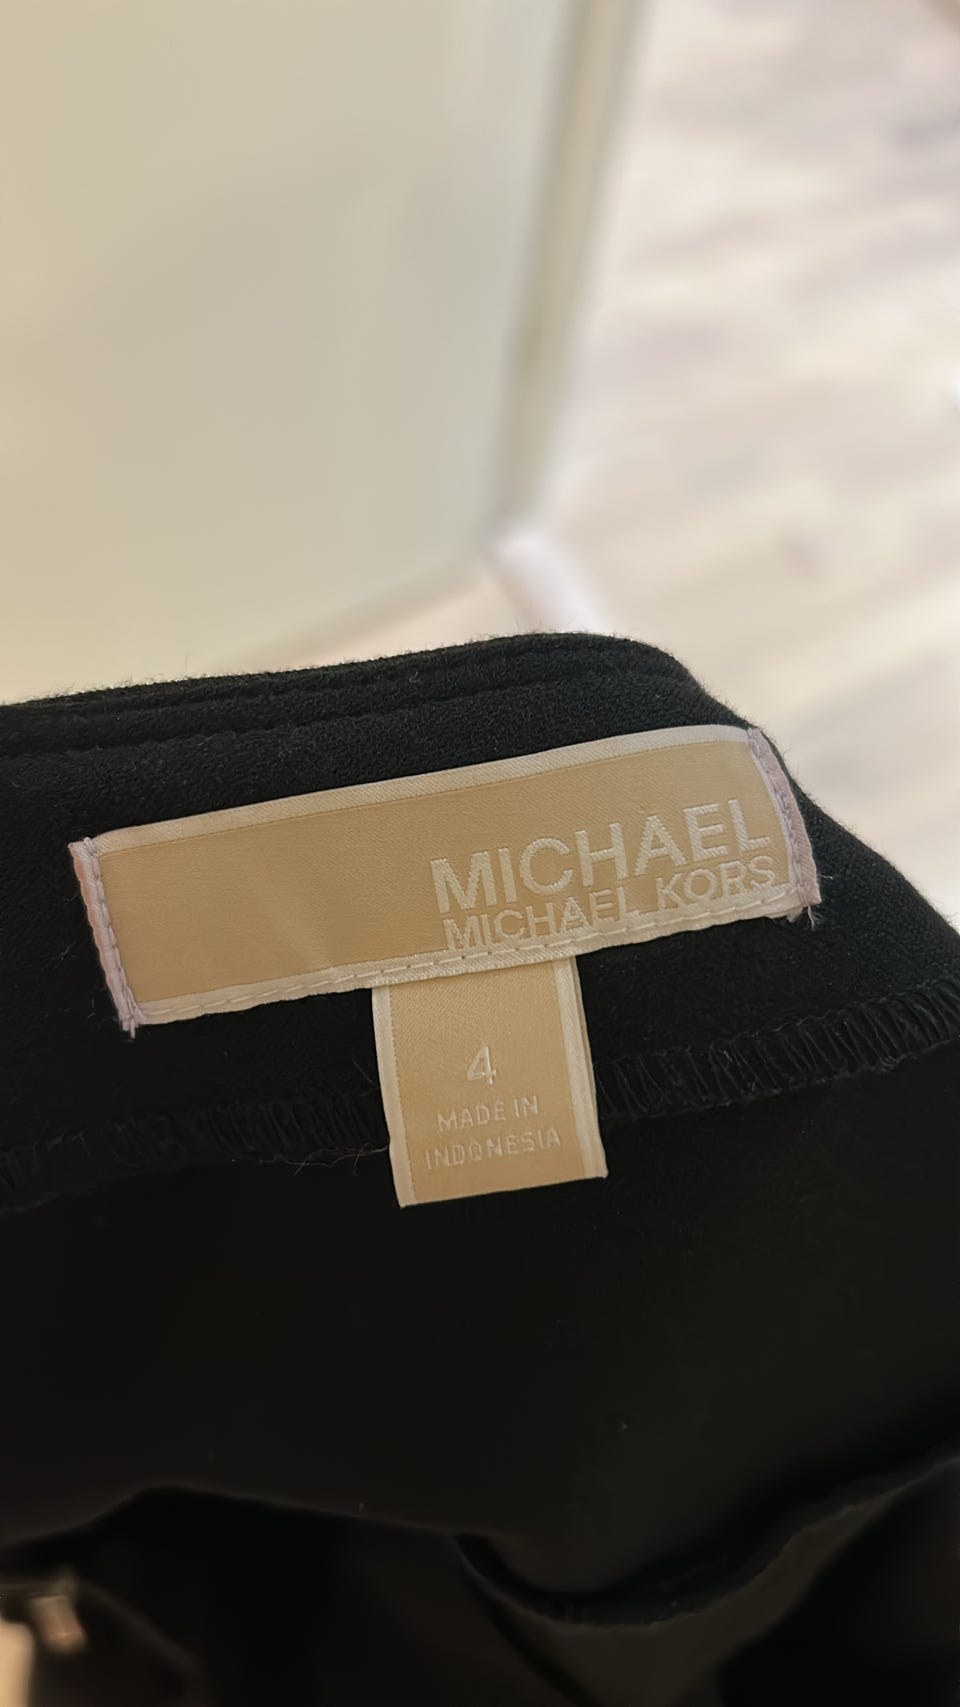 MICHAEL
MICHAEL KORS
4
MADE IN
INDONESIA